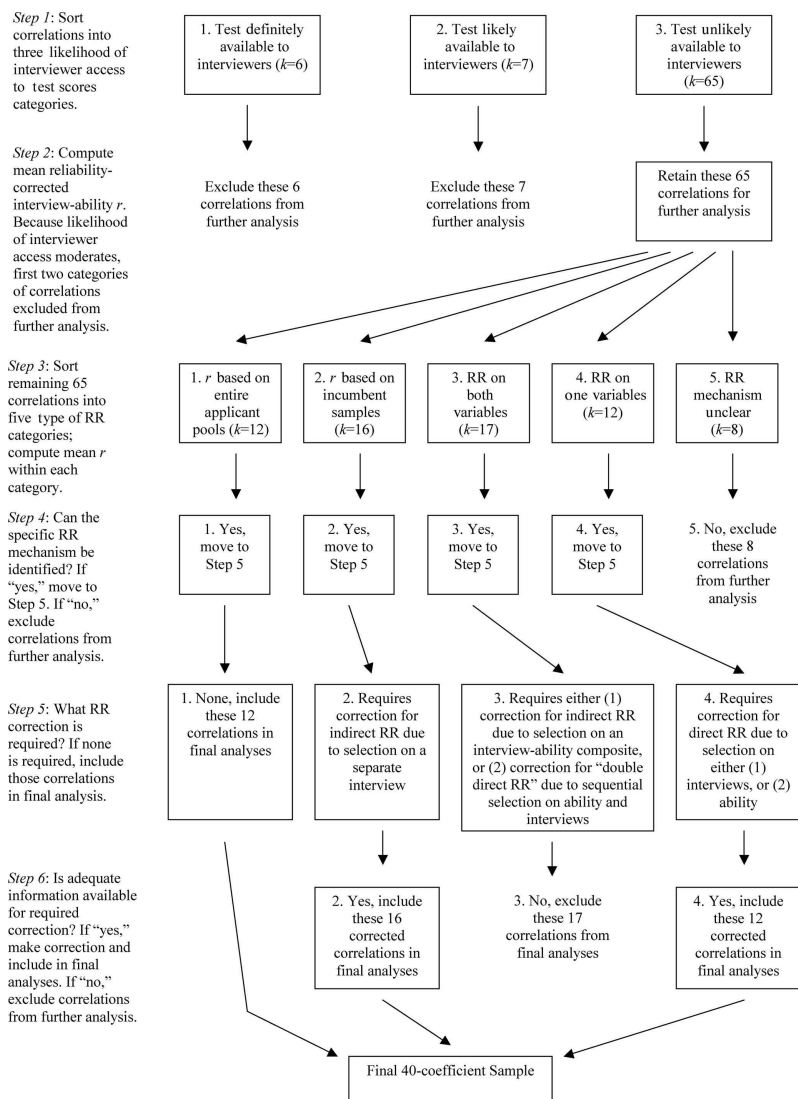 Step 1: Sort
correlations into
three likelihood of
interviewer access
to test scores
categories.
1. Test definitely
available to
interviewers (k=6)
2. Test likely
available to
interviewers (k=7)
3. Test unlikely
available to
interviewers
(k=65)
Step 2: Compute
mean reliability-
corrected
interview-ability r.
Because likelihood
of interviewer
access moderates,
first two categories
of correlations
excluded from
further analysis.
Exclude these 6
correlations from
further analysis
Exclude these 7
correlations from
further analysis
Retain these 65
correlations for
further analysis
Step 3: Sort
remaining 65
correlations into
five type of RR
categories;
compute mean r
within each
category.
1. r based on
entire
applicant
pools (k=12)
2. r based on
incumbent
samples
(k=16)
3. RR on
both
variables
(k=17)
4. RR on
one variables
(k=12)
5. RR
mechanism
unclear
(k=8)
Step 4: Can the
specific RR
mechanism be
identified? If
“yes,” move to
Step 5. If “no,”
exclude
correlations from
further analysis.
1. Yes,
move to
Step 5
2. Yes,
move to
Step 5
3. Yes,
move to
Step 5
4. Yes,
move to
Step 5
5. No, exclude
these 8
correlations
from further
analysis
Step 5: What RR
correction is
required? If none
is required, include
those correlations
in final analysis.
1. None, include
these 12
correlations in
final analyses
2. Requires
correction for
indirect RR due
to selection on a
separate
interview
3. Requires either (1)
correction for indirect RR
due to selection on an
interview-ability composite,
or (2) correction for “double
direct RR” due to sequential
selection on ability and
interviews
4. Requires
correction for
direct RR due to
selection on
either (1)
interviews, or (2)
ability
Step 6: Is adequate
information available
for required
correction? If “yes,”
make correction and
include in final
analyses. If “no,”
exclude correlations
from further analysis.
2. Yes, include
these 16
corrected
correlations in
final analyses
3. No, exclude
these 17
correlations from
final analyses
4. Yes, include
these 12
corrected
correlations in
final analyses
Final 40-coefficient Sample